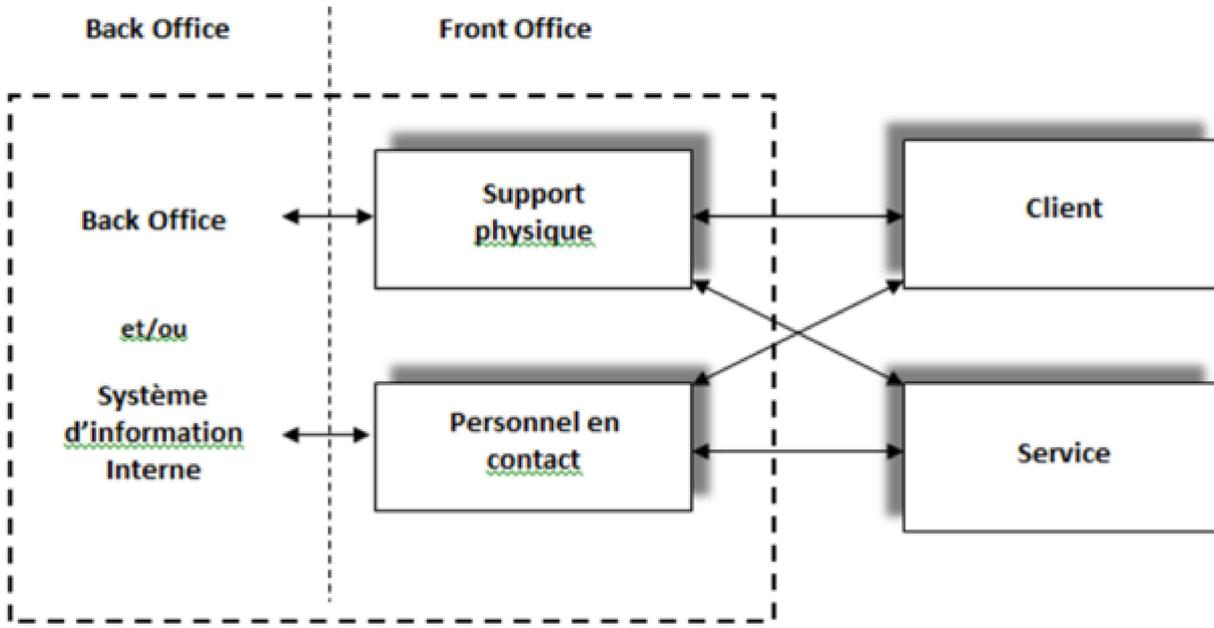 Back Office
Front Office
Support
physique
Client
Back Office
et/ou
Système
d'information
Interne
Personnel en
contact
Service